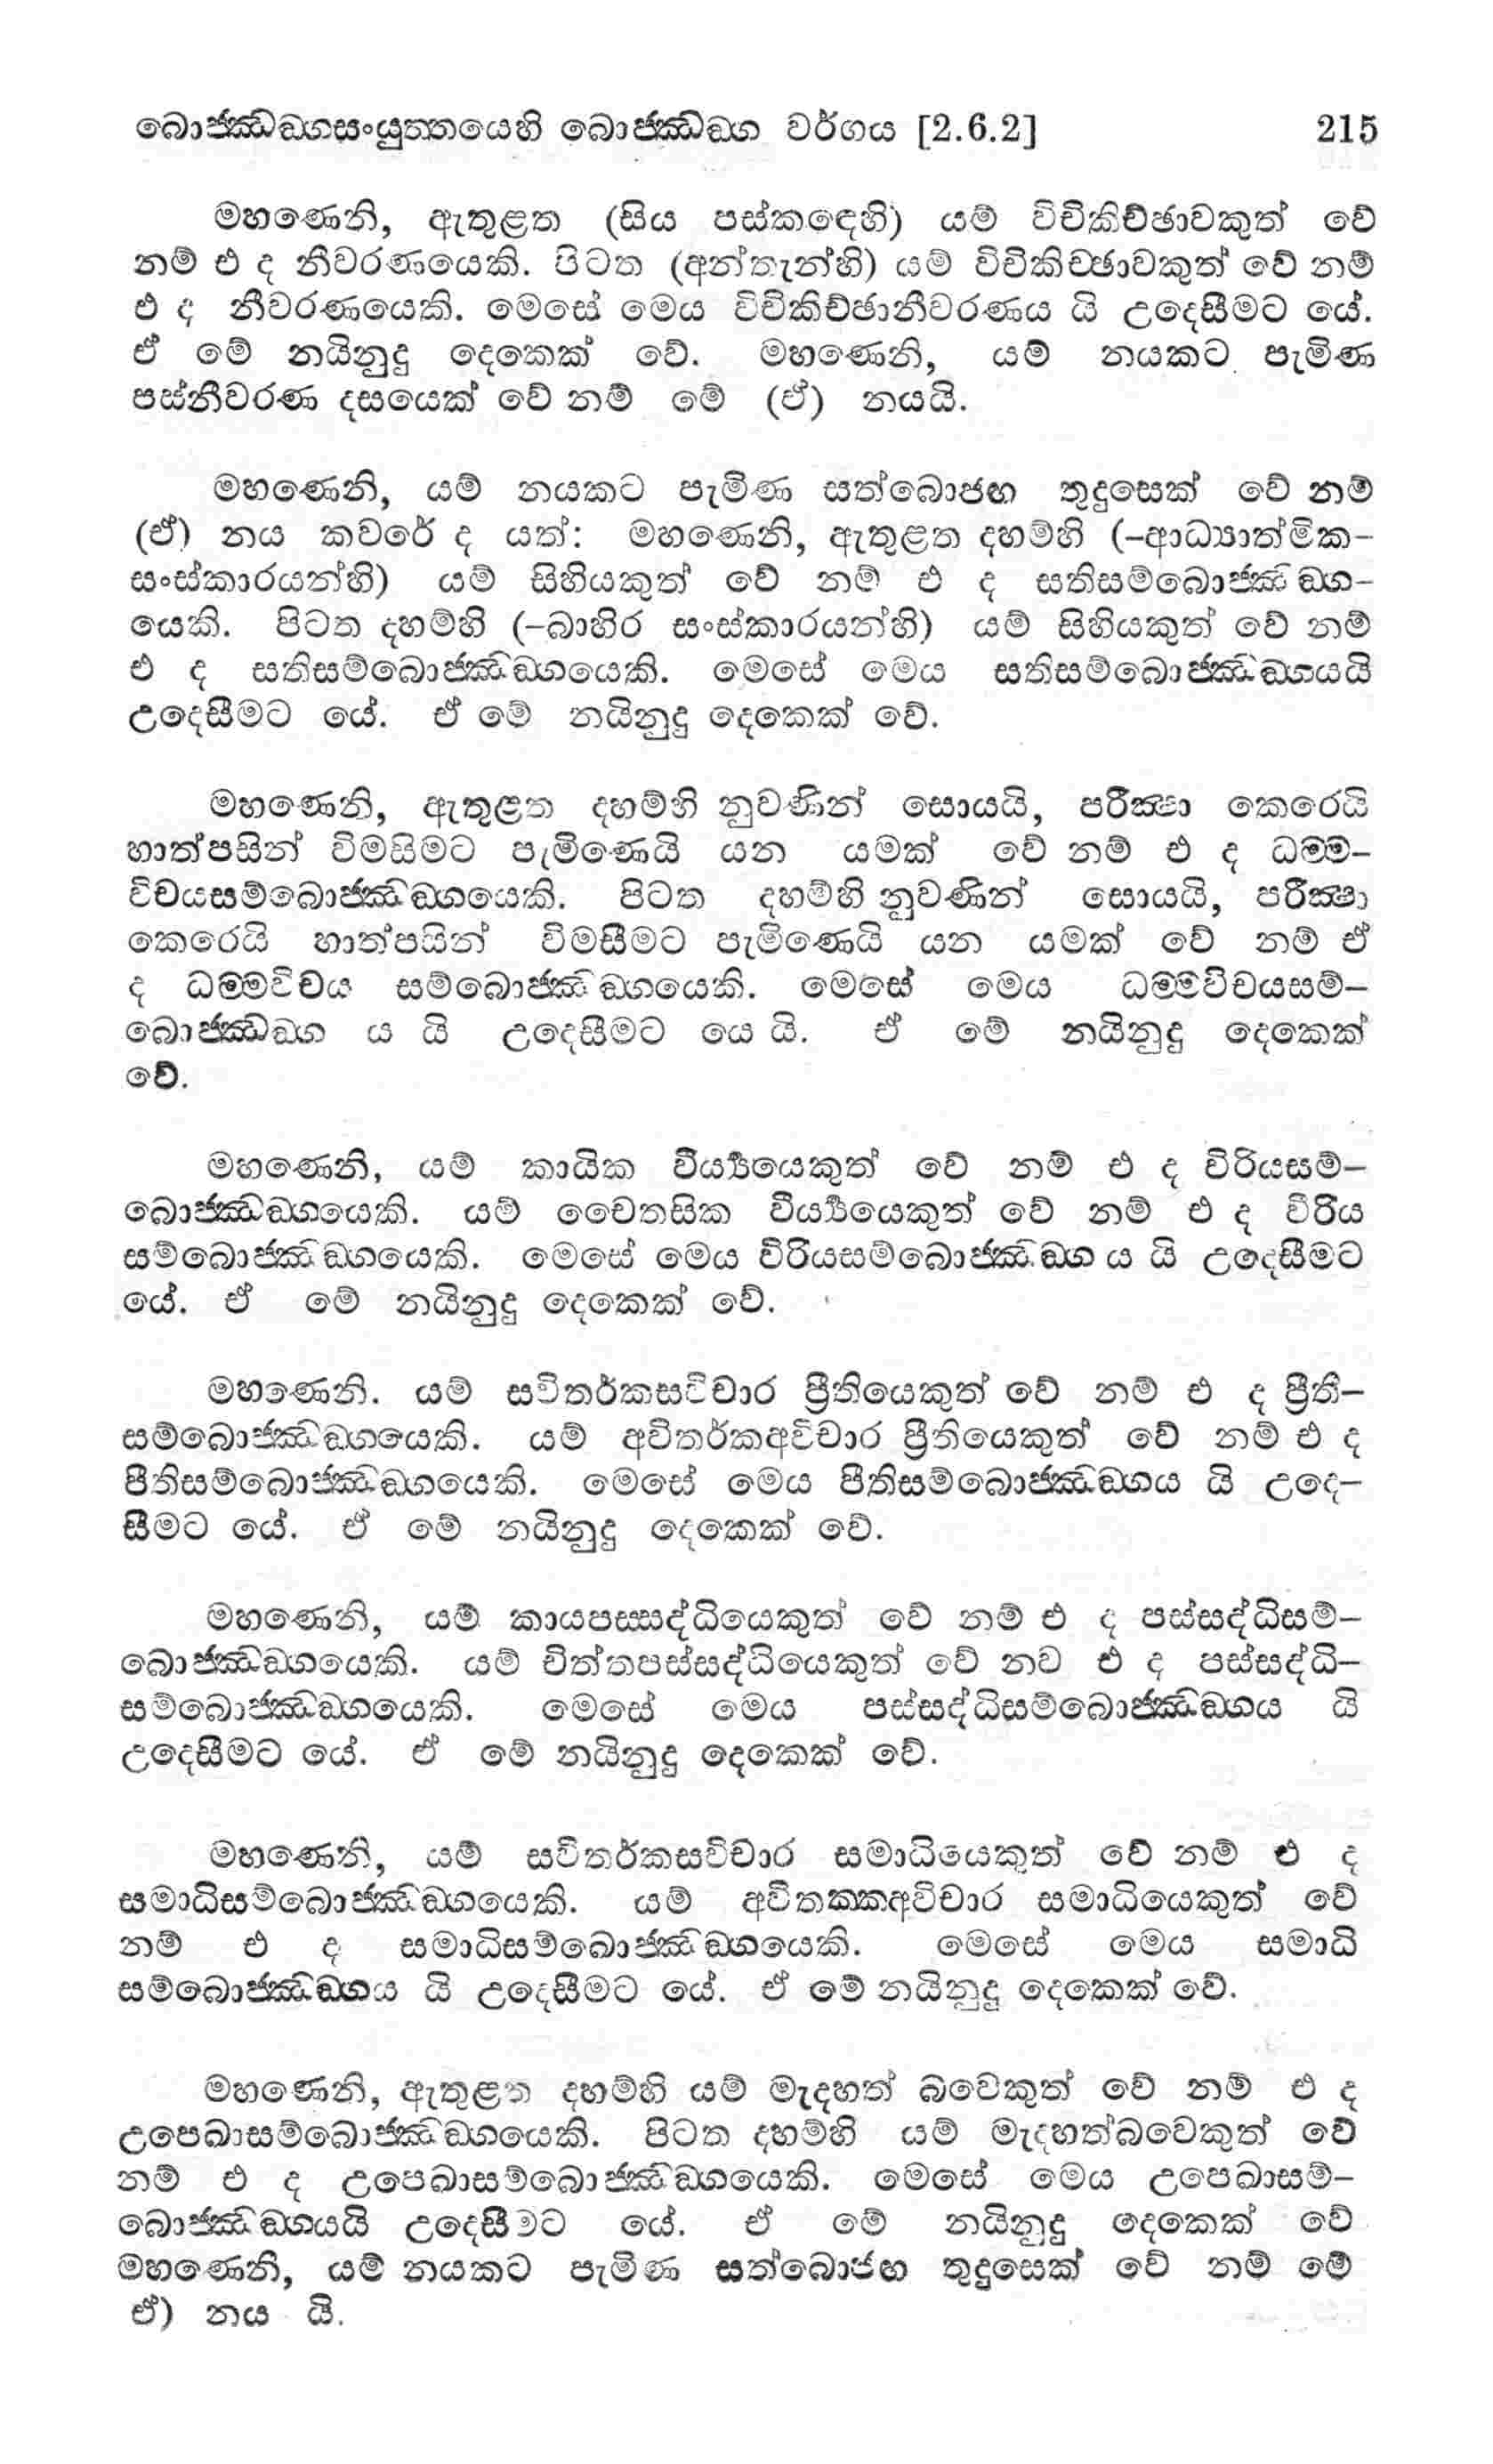 බොජ්ඣඞ්ගසංයුත්තයෙහි බොජ්ඣඞ්ග වර්ගය [2.6.2] 215
මහණෙනි, ඇතුළත (සිය පස්කඳෙහි) යම් විචිකිච්ඡාවකුත් වේ
නම් එ ද නීවරණයෙකි. පිටත (අන්තැන්හි) යම් විචිකිච්ඡාවකුත් වේ නම්
එ ද නීවරණයෙකි. මෙසේ මෙය විචිකිච්ඡානීවරණය යි උදෙසීමට යේ.
ඒ මේ නයිනුදු දෙකෙක් වේ. මහණෙනි, යම් නයකට පැමිණ
පස්නීවරණ දසයෙක් වේ නම් මේ (ඒ) නයයි.
මහණෙනි, යම් නයකට පැමිණ සත්බොජඟ තුදුසෙක් වේ නම්
(ඒ) නය කවරේ ද යත්: මහණෙනි, ඇතුළත දහම්හි (–ආධ්‍යාත්මික–
සංස්කාරයන්හි) යම් සිහියකුත් වේ නම් එ ද සතිසම්බොජ්ඣඞ්ග–
යෙකි. පිටත දහම්හි (–බාහිර සංස්කාරයන්හි) යම් සිහියකුත් වේ නම්
එ ද සතිසම්බොජ්ඣඞ්ගයෙකි. මෙසේ මෙය සතිසම්බොජ්ඣඞ්ගයයි
උදෙසීමට යේ. ඒ මේ නයිනුදු දෙකෙක් වේ.
මහණෙනි, ඇතුළත දහම්හි නුවණින් සොයයි, පරීක්‍ෂා කෙරෙයි
හාත්පසින් විමසිමට පැමිණෙයි යන යමක් වේ නම් එ ද ධම්ම–
විචයසම්බොජ්ඣඞ්ගයෙකි. පිටත දහම්හි නුවණින් සොයයි, පරීක්‍ෂා
කෙරෙයි හාත්පසින් විමසීමට පැමිණෙයි යන යමක් වේ නම් ඒ
ද ධම්මවිචය සම්බොජ්ඣඞ්ගයෙකි. මෙසේ මෙය ධම්මවිචයසම්–
බොජ්ඣඞ්ග ය යි උදෙසීමට යෙ යි. ඒ මේ නයිනුදු දෙකෙක්
වේ.
මහණෙනි, යම් කායික වීර්‍ය්‍යයෙකුත් වේ නම් එ ද විරියසම්–
බොජ්ඣඞ්ගයෙකි. යම් චෛතසික වීර්‍ය්‍යයෙකුත් වේ නම් එ ද වීරිය
සම්බොජ්ඣඞ්ගයෙකි. මෙසේ මෙය විරියසම්බොජ්ඣඞ්ග ය යි උදෙසීමට
යේ. ඒ මේ නයිනුදු දෙකෙක් වේ.
මහණෙනි. යම් සවිතර්කසවිචාර ප්‍රීතියෙකුත් වේ නම් එ ද ප්‍රීති–
සම්බොජ්ඣඞ්ගයෙකි. යම් අවිතර්කඅවිචාර ප්‍රීතියෙකුත් වේ නම් එ ද
පීතිසම්බොජ්ඣඞ්ගයෙකි. මෙසේ මෙය පීතිසම්බොජ්ඣඞ්ගය යි උදෙ–
සීමට යේ. ඒ මේ නයිනුදු දෙකෙක් වේ.
මහණෙනි, යම් කායපස්සද්ධියෙකුත් වේ නම් එ ද පස්සද්ධිසම්–
බොජ්ඣඞ්ගයෙකි. යම් චිත්තපස්සද්ධියෙකුත් වේ නව එ ද පස්සද්ධි–
සම්බොජ්ඣඞ්ගයෙකි. මෙසේ මෙය පස්සද්ධිසම්බොජ්ඣඞ්ගය යි
උදෙසීමට යේ. ඒ මේ නයිනුදු දෙකෙක් වේ.
මහණෙනි, යම් සවිතර්කසවිචාර සමාධියෙකුත් වේ නම් එ ද
සමාධිසම්බොජ්ඣඞ්ගයෙකි. යම් අවිතක්කඅවිචාර සමාධියෙකුත් වේ
නම් එ ද සමාධිසම්ඛොජ්ඣඞ්ගයෙකි. මෙසේ මෙය සමාධි
සම්බොජ්ඣඞ්ගය යි උදෙසීමට යේ. ඒ මේ නයිනුදූ දෙකෙක් වේ.
මහණෙනි, ඇතුළත දහම්හි යම් මැදහත් බවෙකුත් වේ නම් එ ද
උපෙඛාසම්බොජ්ඣඞ්ගයෙකි. පිටත දහම්හි යම් මැදහත්බවෙකුත් වේ
නම් එ ද උපෙඛාසම්බොජ්ඣඞ්ගයෙකි. මෙසේ මෙය උපෙඛාසම්–
බොජ්ඣඞ්ගයයි උදෙසීමට යේ. ඒ මේ නයිනුදු දෙකෙක් වේ
මහණෙනි, යම් නයකට පැමිණ සත්බොජඟ තුදුසෙක් වේ නම් මේ
ඒ) නය යි.